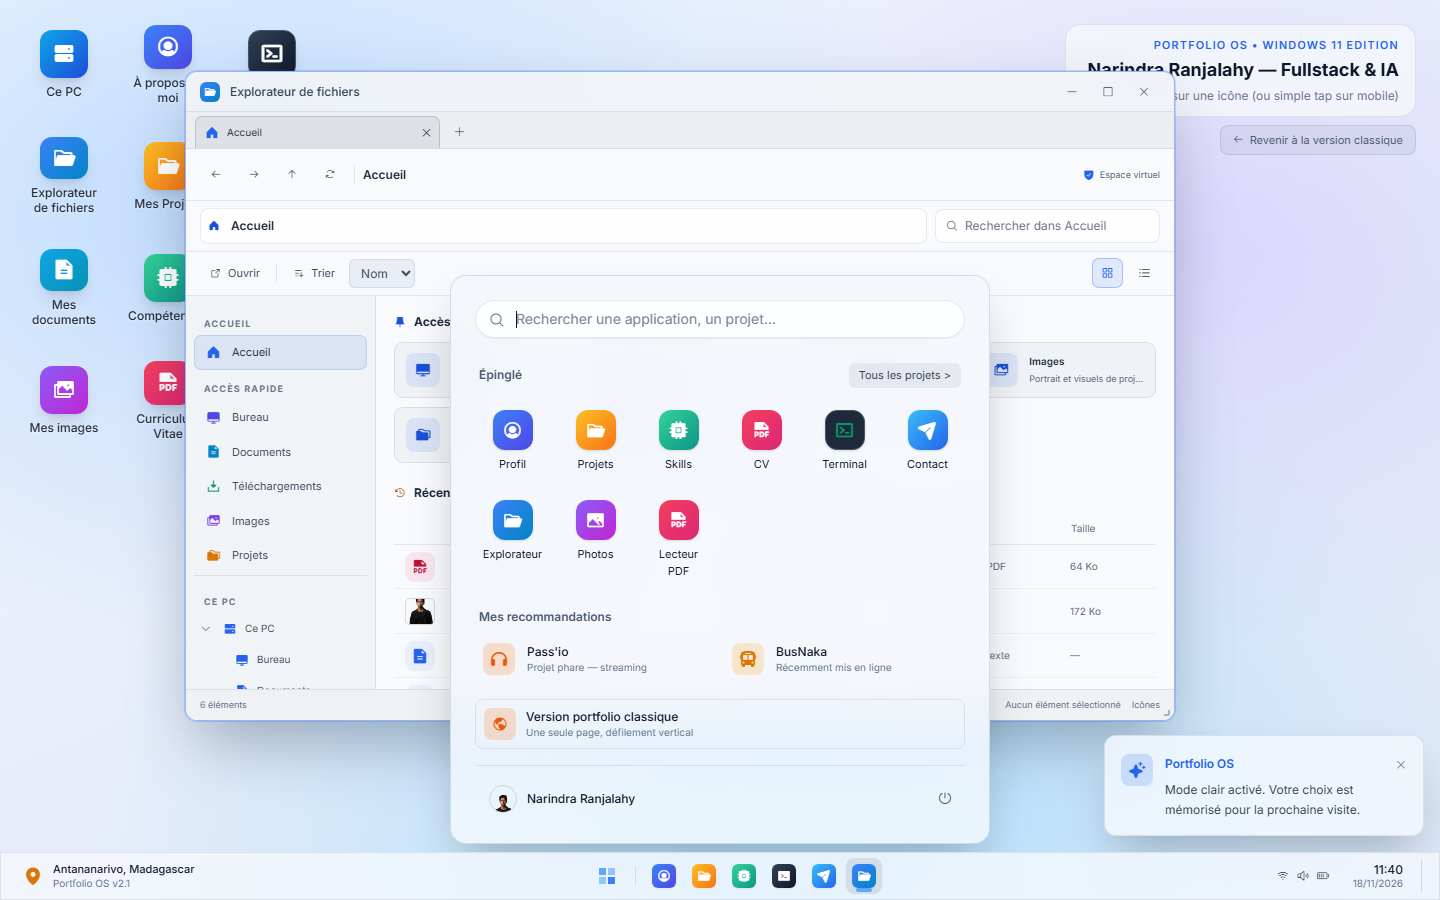 Ce PC
À propos
moi
Explorateur
de fichiers
Mes Proj
Mes
documents
Mes images
Curriculu
Vitae
PORTFOLIO OS • WINDOWS 11 EDITION
Narindra Ranjalahy — Fullstack & IA
sur une icône (ou simple tap sur mobile)
← Revenir à la version classique
Explorateur de fichiers
Accueil
Accueil
Espace virtuel
Accueil
Rechercher dans Accueil
Ouvrir
Trier
Nom
ACCUEIL
Accueil
ACCÈS RAPIDE
Bureau
Documents
Téléchargements
Images
Projets
CE PC
Ce PC
Bureau
Accès
Images
Portrait et visuels de proj...
Récen
Taille
PDF
64 Ko
172 Ko
exte
—
6 éléments
Aucun élément sélectionné
Icônes
Rechercher une application, un projet...
Épinglé
Tous les projets >
Profil
Projets
Skills
CV
Terminal
Contact
Explorateur
Photos
Lecteur
PDF
Mes recommandations
Pass'io
Projet phare — streaming
BusNaka
Récemment mis en ligne
Version portfolio classique
Une seule page, défilement vertical
Narindra Ranjalahy
Portfolio OS
Mode clair activé. Votre choix est
mémorisé pour la prochaine visite.
Antananarivo, Madagascar
Portfolio OS v2.1
11:40
18/11/2026